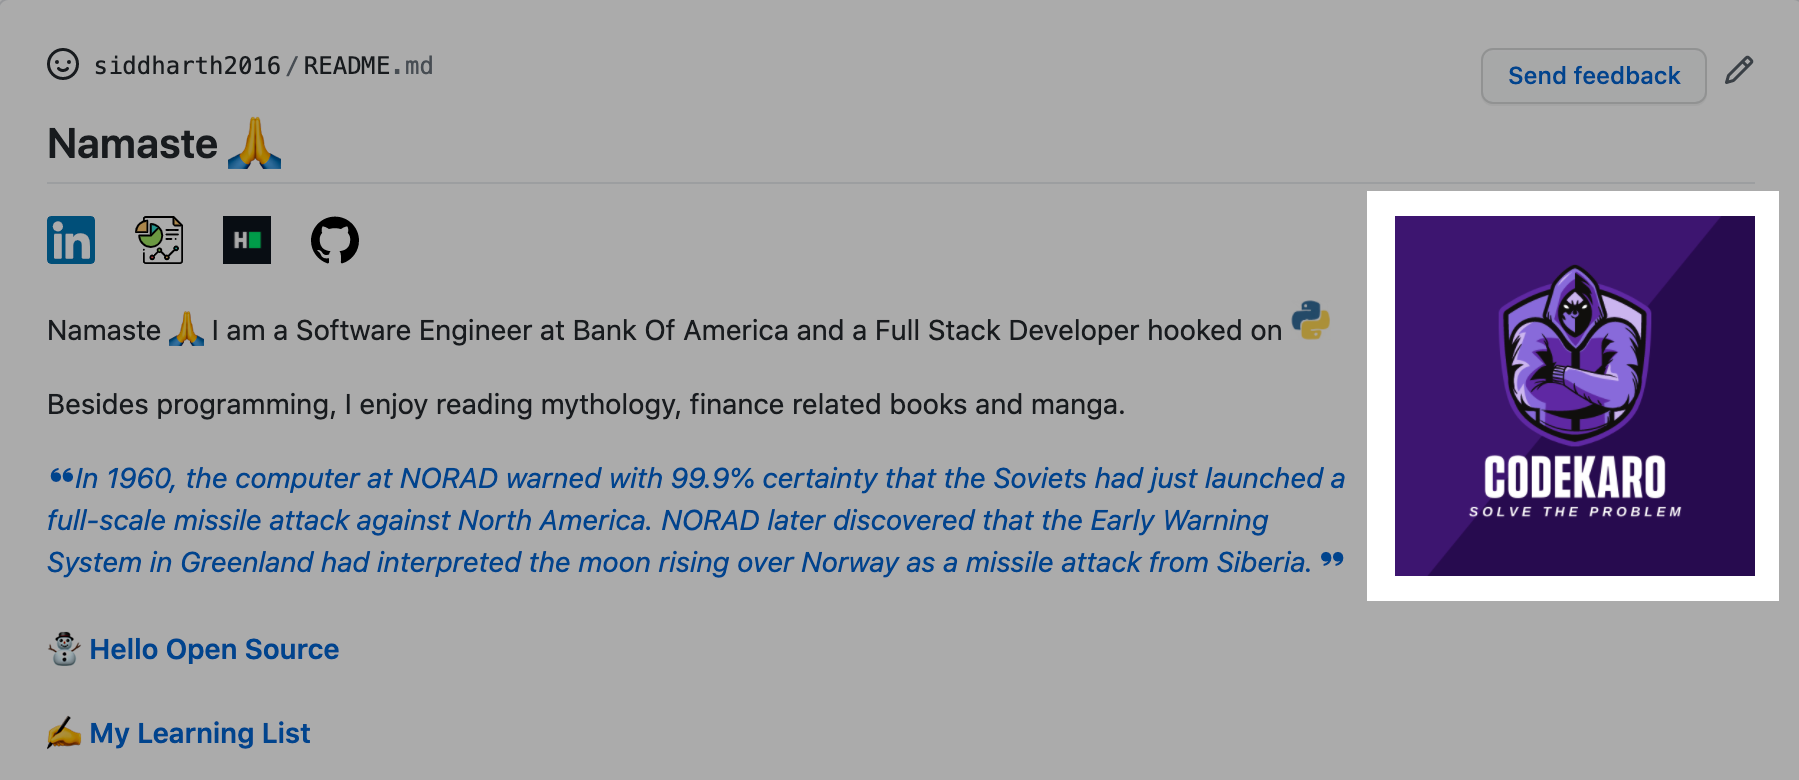 siddharth2016/README.md
Send feedback
Namaste 🙏
in
H
Namaste 🙏 I am a Software Engineer at Bank Of America and a Full Stack Developer hooked on
Besides programming, I enjoy reading mythology, finance related books and manga.
❝In 1960, the computer at NORAD warned with 99.9% certainty that the Soviets had just launched a
full-scale missile attack against North America. NORAD later discovered that the Early Warning
System in Greenland had interpreted the moon rising over Norway as a missile attack from Siberia. ❞
CODEKARO
SOLVE THE PROBLEM
⛄ Hello Open Source
✍ My Learning List